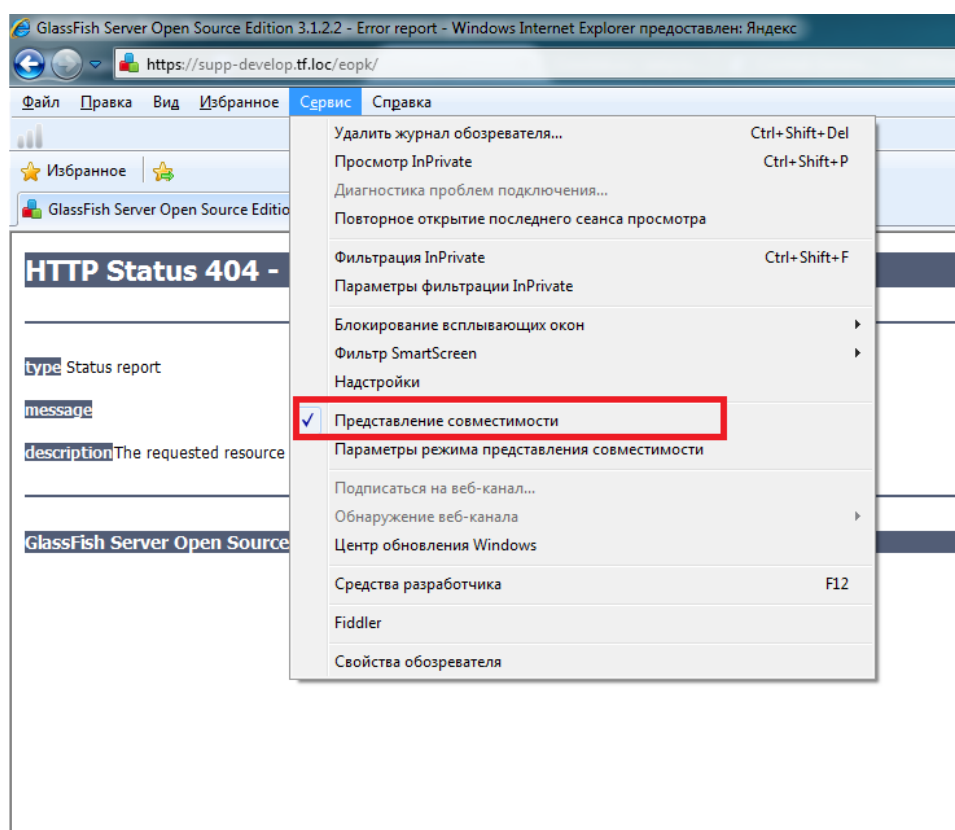 GlassFish Server Open Source Edition 3.1.2.2 - Error report - Windows Internet Explorer предоставлен: Яндекс
https://supp-develop.tf.loc/eopk/
Файл Правка Вид Избранное Сервис Справка
Удалить журнал обозревателя... Ctrl+Shift+Del
Просмотр InPrivate Ctrl+Shift+P
Избранное
Диагностика проблем подключения...
GlassFish Server Open Source Editio
Повторное открытие последнего сеанса просмотра
HTTP Status 404 -
Фильтрация InPrivate Ctrl+Shift+F
Параметры фильтрации InPrivate
Блокирование всплывающих окон
Фильтр SmartScreen
type Status report
Надстройки
message
Представление совместимости
description The requested resource
Параметры режима представления совместимости
Подписаться на веб-канал...
Обнаружение веб-канала
GlassFish Server Open Source
Центр обновления Windows
Средства разработчика F12
Fiddler
Свойства обозревателя